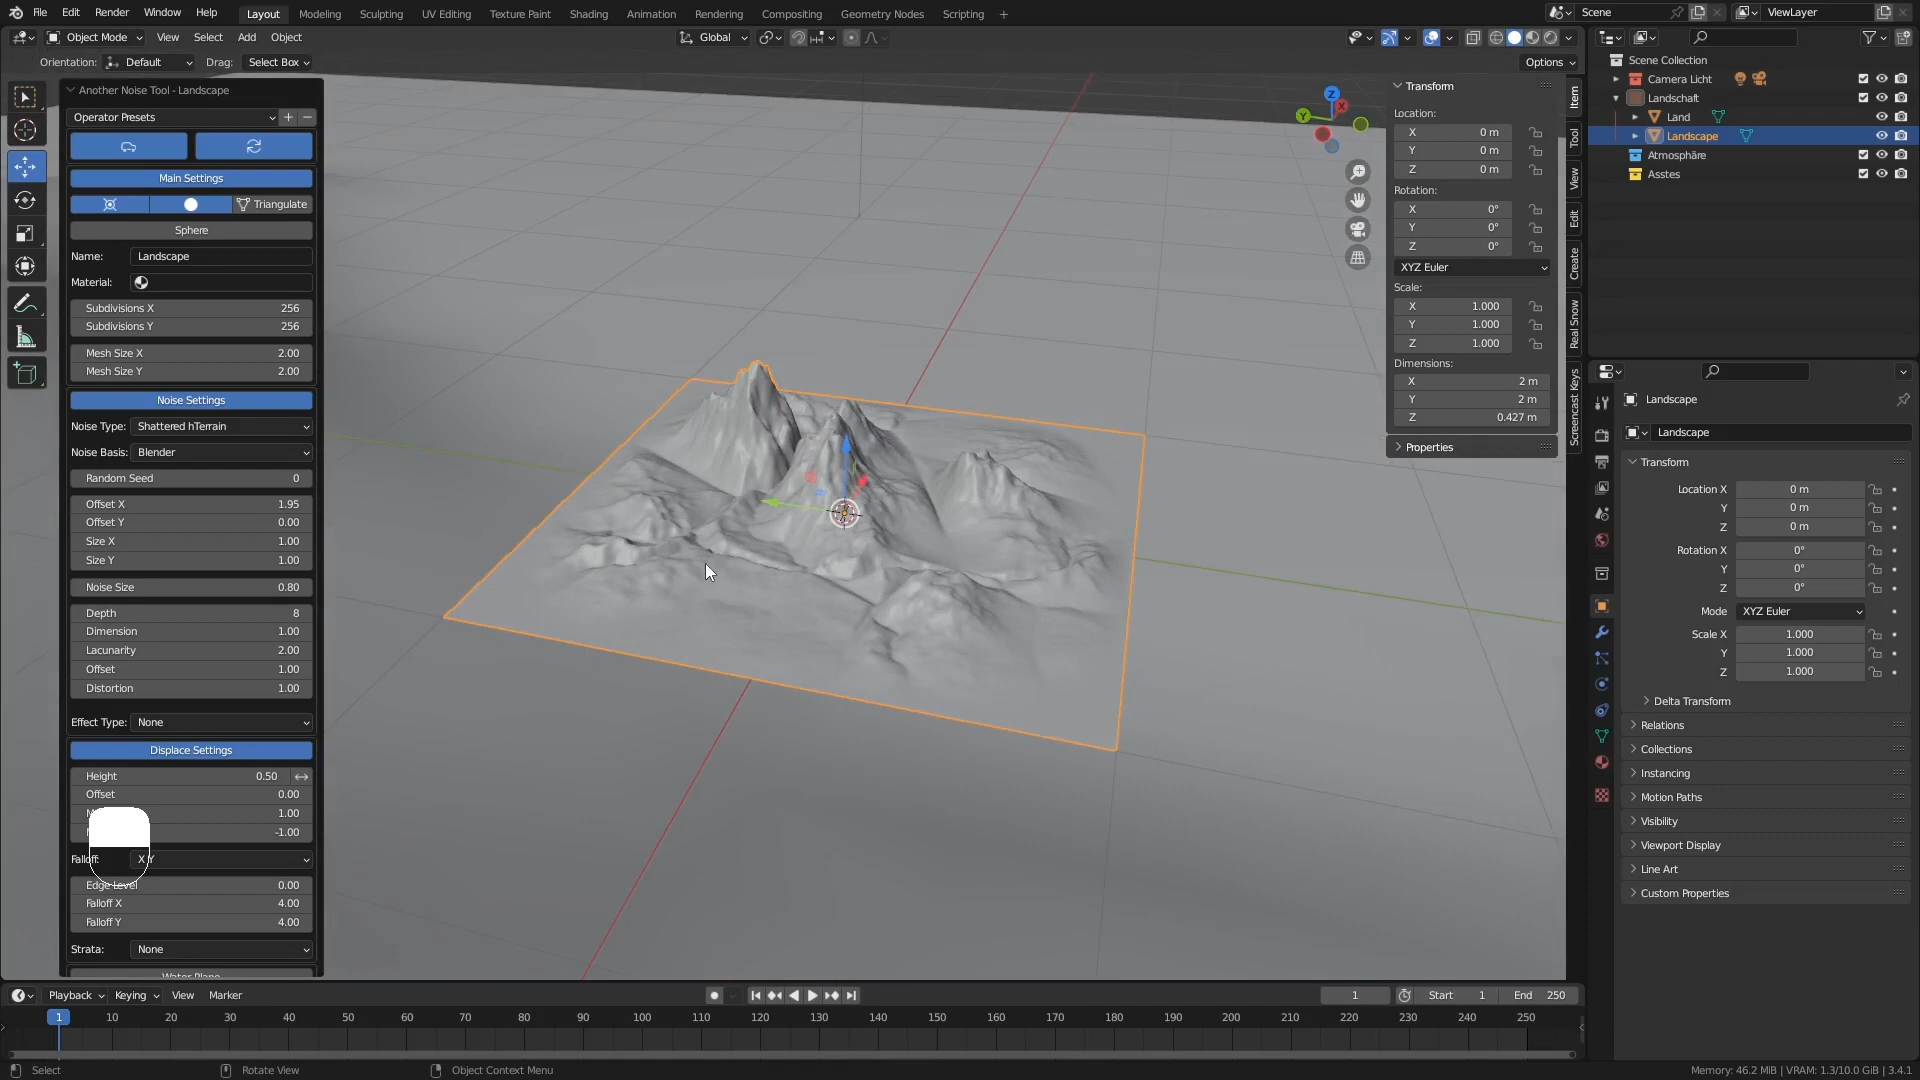 File Edit Render Window Help Layout Modeling Sculpting UV Editing Texture Paint Shading Animation Rendering Compositing Geometry Nodes Scripting + Scene ViewLayer
Object Mode View Select Add Object Global
Orientation: Default Drag: Select Box Options
Another Noise Tool - Landscape
Operator Presets
Main Settings
Triangulate
Sphere
Name: Landscape
Material:
Subdivisions X 256
Subdivisions Y 256
Mesh Size X 2.00
Mesh Size Y 2.00
Noise Settings
Noise Type: Shattered hTerrain
Noise Basis: Blender
Random Seed 0
Offset X 1.95
Offset Y 0.00
Size X 1.00
Size Y 1.00
Noise Size 0.80
Depth 8
Dimension 1.00
Lacunarity 2.00
Offset 1.00
Distortion 1.00
Effect Type: None
Displace Settings
Height 0.50
Offset 0.00
1.00
-1.00
Falloff: X Y
Edge Level 0.00
Falloff X 4.00
Falloff Y 4.00
Strata: None
Water Plane
Z
X
Y
Transform
Location:
X 0 m
Y 0 m
Z 0 m
Rotation:
X 0°
Y 0°
Z 0°
XYZ Euler
Scale:
X 1.000
Y 1.000
Z 1.000
Dimensions:
X 2 m
Y 2 m
Z 0.427 m
Properties
Item
Tool
View
Edit
Create
Real Snow
Screencast Keys
Scene Collection
Camera Licht
Landschaft
Land
Landscape
Atmosphäre
Asstes
Landscape
Landscape
Transform
Location X 0 m
Y 0 m
Z 0 m
Rotation X 0°
Y 0°
Z 0°
Mode XYZ Euler
Scale X 1.000
Y 1.000
Z 1.000
Delta Transform
Relations
Collections
Instancing
Motion Paths
Visibility
Viewport Display
Line Art
Custom Properties
Playback Keying View Marker 1 Start 1 End 250
1 10 20 30 40 50 60 70 80 90 100 110 120 130 140 150 160 170 180 190 200 210 220 230 240 250
Select Rotate View Object Context Menu Memory: 46.2 MiB | VRAM: 1.3/10.0 GiB | 3.4.1